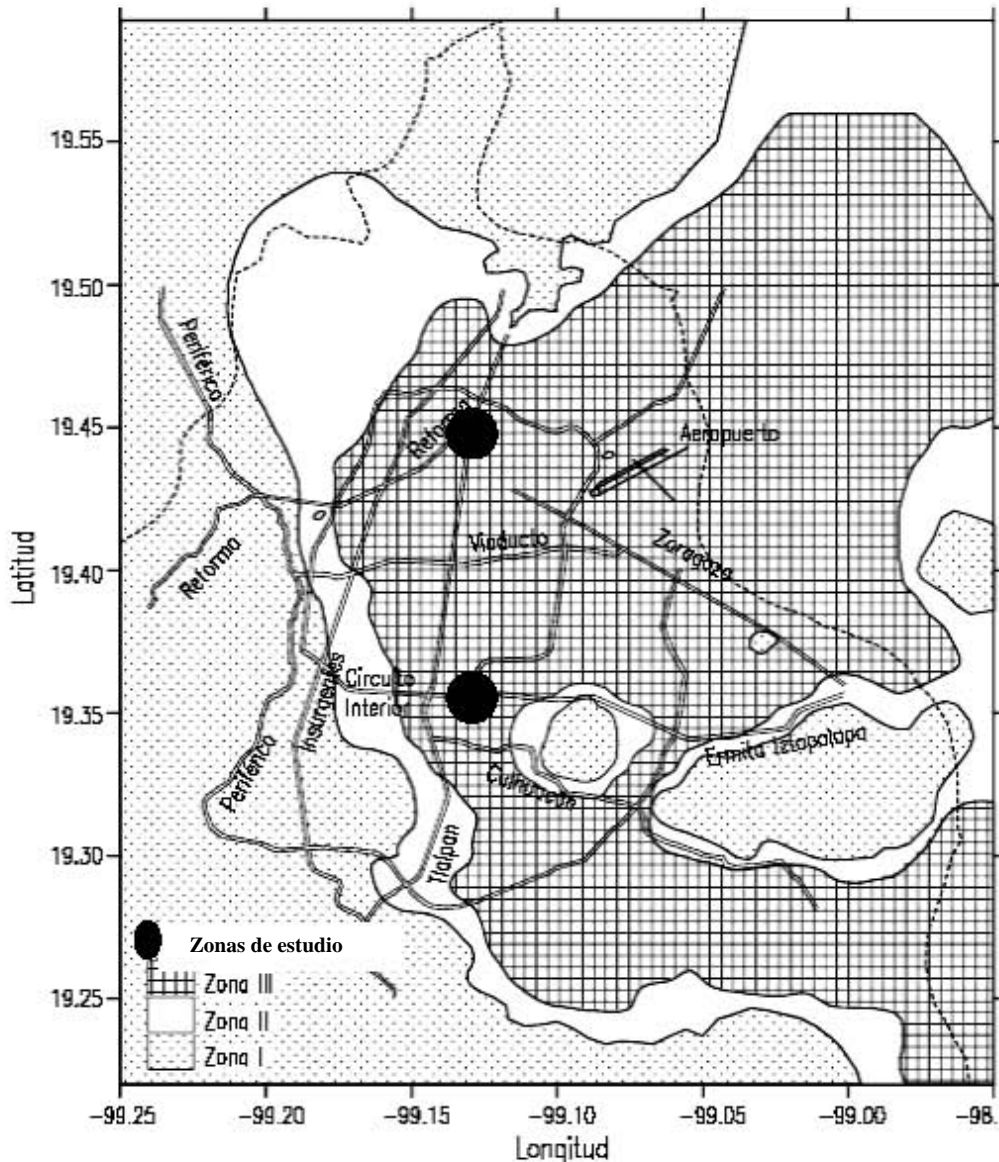 19.55
19.50
19.45
19.40
19.35
19.30
19.25
Latitud
Periférico
Reforma
Aeropuerto
Reforma
Viaducto
Zaragoza
Insurgentes
Circuito
Interior
Periférico
Ermita Iztapalapa
Culhuacán
Tlalpan
Zonas de estudio
Zona III
Zona II
Zona I
-99.25
-99.20
-99.15
-99.10
-99.05
-99.00
-98.
Longitud